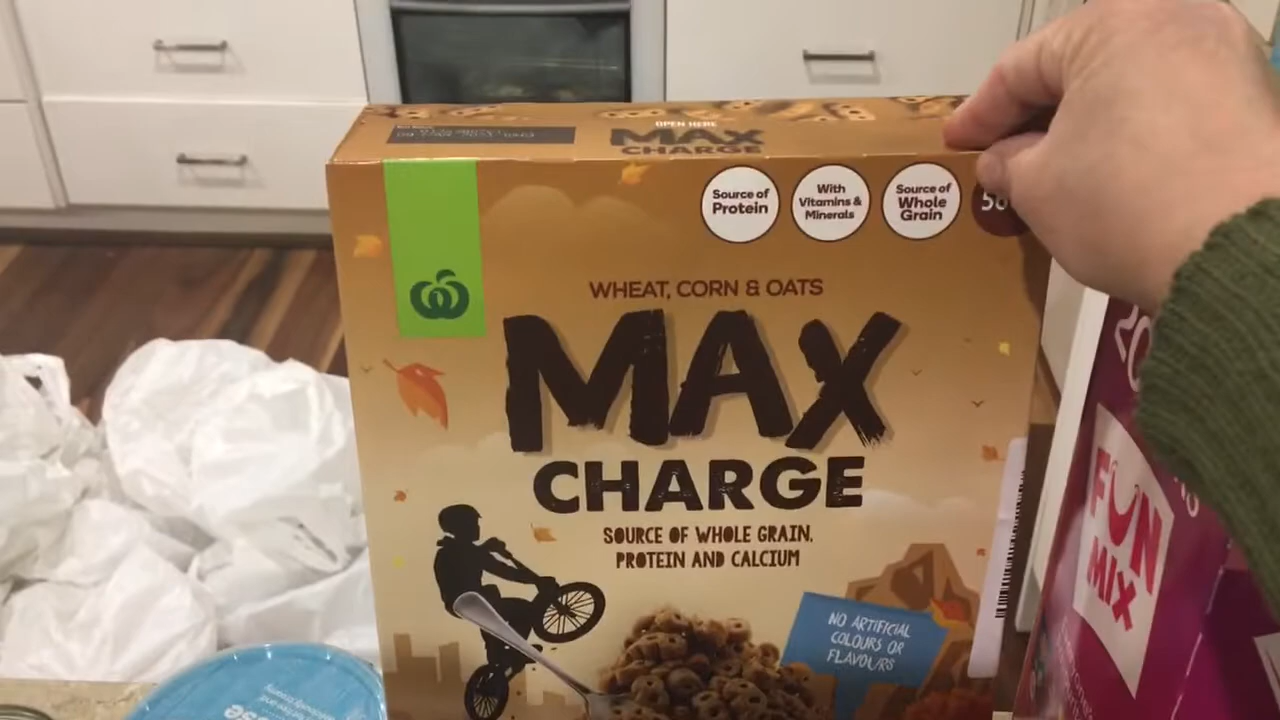 OPEN HERE
MAX
CHARGE
Source of
Protein
With
Vitamins &
Minerals
Source of
Whole
Grain
WHEAT, CORN & OATS
MAX
CHARGE
SOURCE OF WHOLE GRAIN,
PROTEIN AND CALCIUM
NO ARTIFICIAL
COLOURS OR
FLAVOURS
FUN
MIX